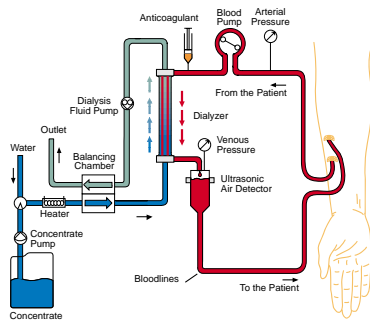 Blood
Pump
Arterial
Pressure
Anticoagulant
From the Patient
Dialysis
Fluid Pump
Dialyzer
Outlet
Venous
Pressure
Water
Balancing
Chamber
Ultrasonic
Air Detector
Heater
Concentrate
Pump
Bloodlines
To the Patient
Concentrate